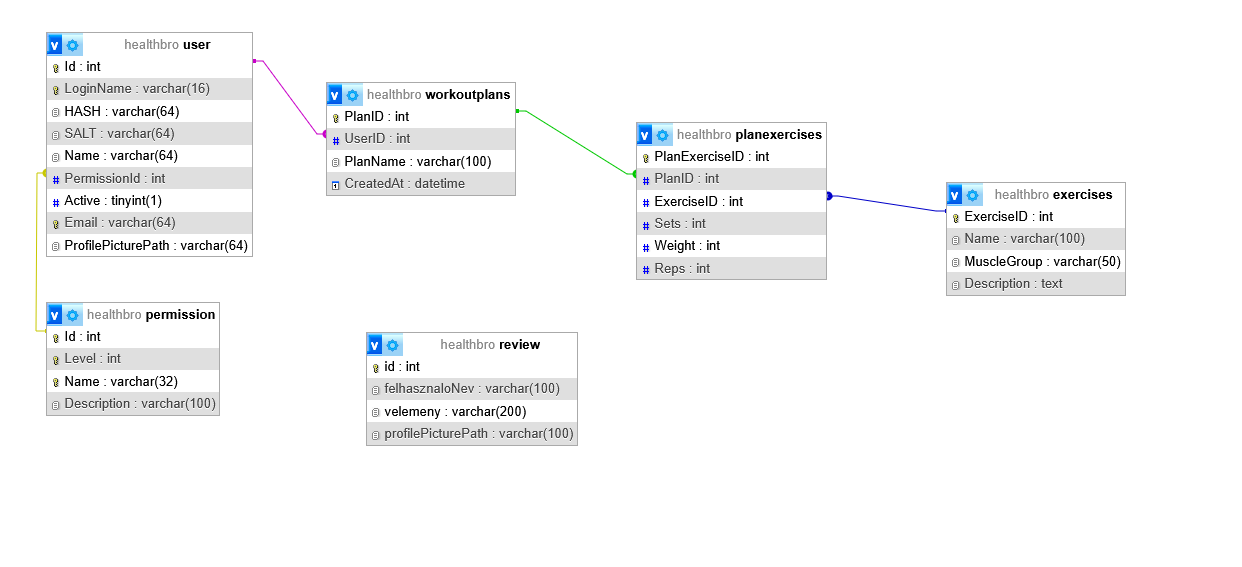 v healthbro user
Id : int
LoginName : varchar(16)
HASH : varchar(64)
SALT : varchar(64)
Name : varchar(64)
# PermissionId : int
# Active : tinyint(1)
Email : varchar(64)
ProfilePicturePath : varchar(64)
v healthbro workoutplans
PlanID : int
# UserID : int
PlanName : varchar(100)
CreatedAt : datetime
v healthbro planexercises
PlanExerciseID : int
# PlanID : int
# ExerciseID : int
# Sets : int
# Weight : int
# Reps : int
v healthbro exercises
ExerciseID : int
Name : varchar(100)
MuscleGroup : varchar(50)
Description : text
v healthbro permission
Id : int
Level : int
Name : varchar(32)
Description : varchar(100)
v healthbro review
id : int
felhasznaloNev : varchar(100)
velemeny : varchar(200)
profilePicturePath : varchar(100)